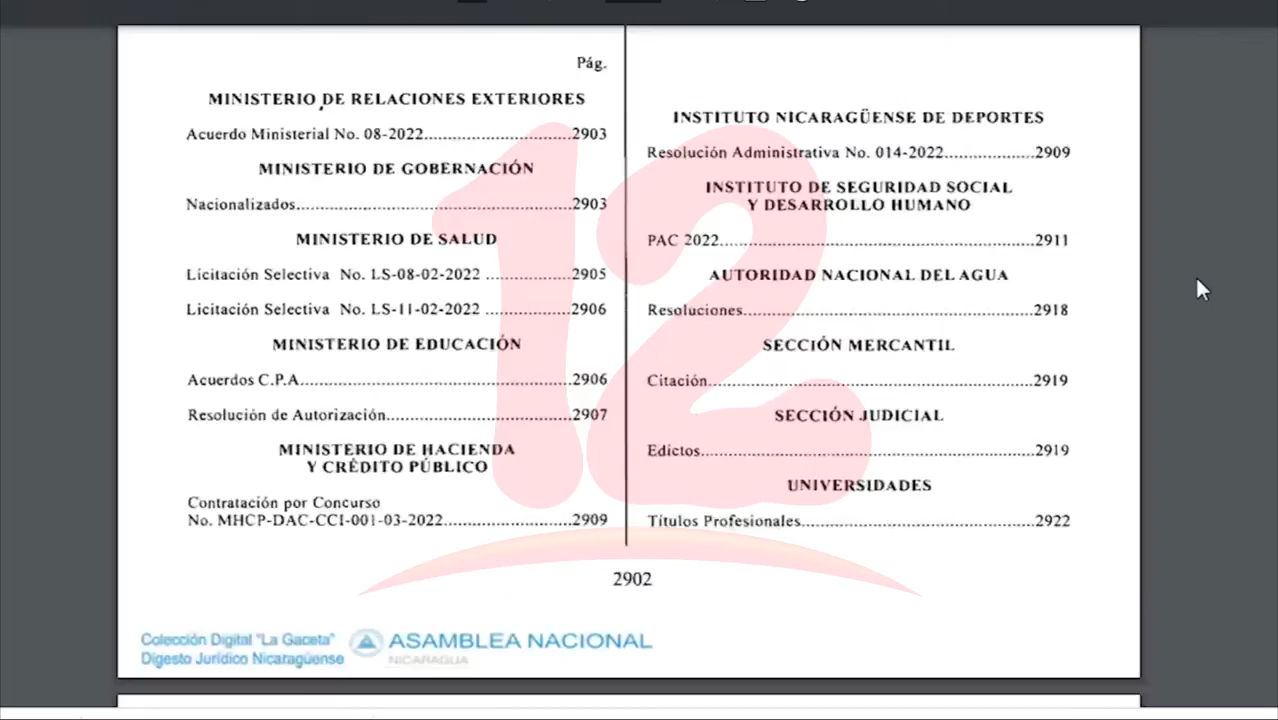 Pág.
MINISTERIO DE RELACIONES EXTERIORES
Acuerdo Ministerial No. 08-2022..........................2903
MINISTERIO DE GOBERNACIÓN
Nacionalizados................................................2903
MINISTERIO DE SALUD
Licitación Selectiva No. LS-08-02-2022 ...............2905
Licitación Selectiva No. LS-11-02-2022 ...............2906
MINISTERIO DE EDUCACIÓN
Acuerdos C.P.A................................................2906
Resolución de Autorización................................2907
MINISTERIO DE HACIENDA
Y CRÉDITO PÚBLICO
Contratación por Concurso
No. MHCP-DAC-CCI-001-03-2022......................2909
INSTITUTO NICARAGÜENSE DE DEPORTES
Resolución Administrativa No. 014-2022...............2909
INSTITUTO DE SEGURIDAD SOCIAL
Y DESARROLLO HUMANO
PAC 2022........................................................2911
AUTORIDAD NACIONAL DEL AGUA
Resoluciones....................................................2918
SECCIÓN MERCANTIL
Citación..........................................................2919
SECCIÓN JUDICIAL
Edictos...........................................................2919
UNIVERSIDADES
Títulos Profesionales.........................................2922
12
2902
Colección Digital "La Gaceta"
Digesto Jurídico Nicaragüense
ASAMBLEA NACIONAL
NICARAGUA